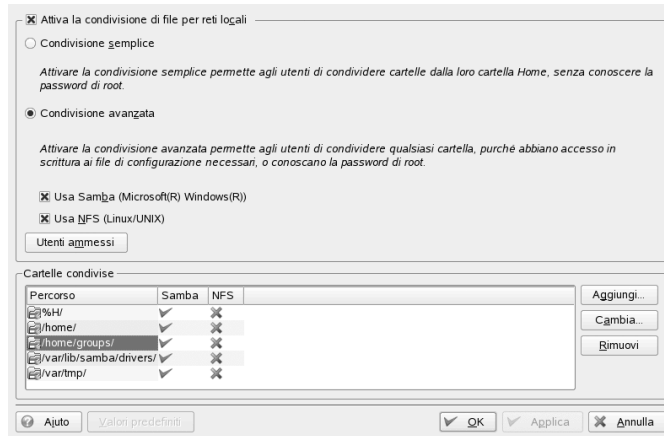 Attiva la condivisione di file per reti locali
Condivisione semplice
Attivare la condivisione semplice permette agli utenti di condividere cartelle dalla loro cartella Home, senza conoscere la
password di root.
Condivisione avanzata
Attivare la condivisione avanzata permette agli utenti di condividere qualsiasi cartella, purché abbiano accesso in
scrittura ai file di configurazione necessari, o conoscano la password di root.
Usa Samba (Microsoft(R) Windows(R))
Usa NFS (Linux/UNIX)
Utenti ammessi
Cartelle condivise
Percorso Samba NFS
%H/
/home/
/home/groups/
/var/lib/samba/drivers/
/var/tmp/
Aggiungi...
Cambia...
Rimuovi
Aiuto Valori predefiniti OK Applica Annulla